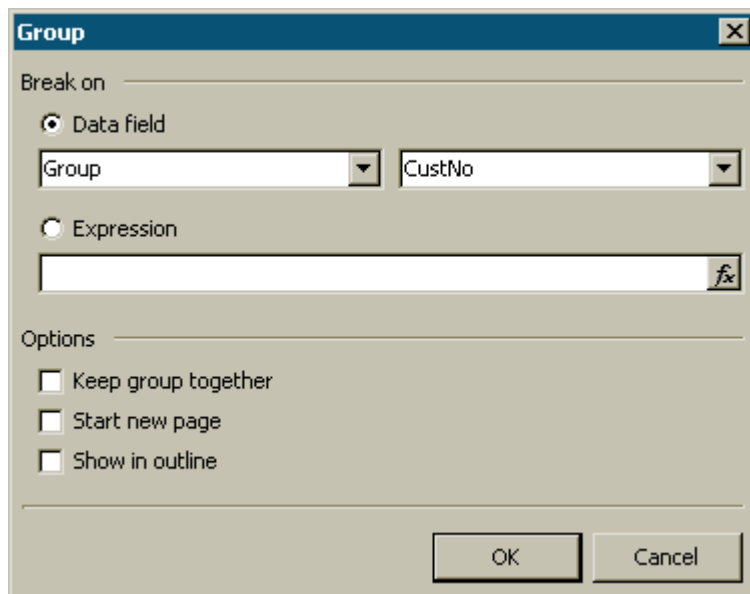 Group
Break on
Data field
Group CustNo
Expression
fx
Options
Keep group together
Start new page
Show in outline
OK Cancel